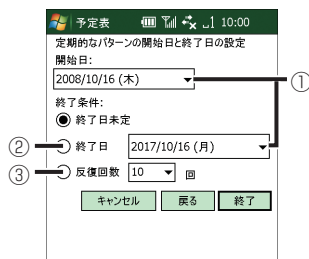 予定表 10:00
定期的なパターンの開始日と終了日の設定
開始日:
2008/10/16 (木)
①
終了条件:
終了日未定
② 終了日 2017/10/16 (月)
③ 反復回数 10 回
キャンセル 戻る 終了